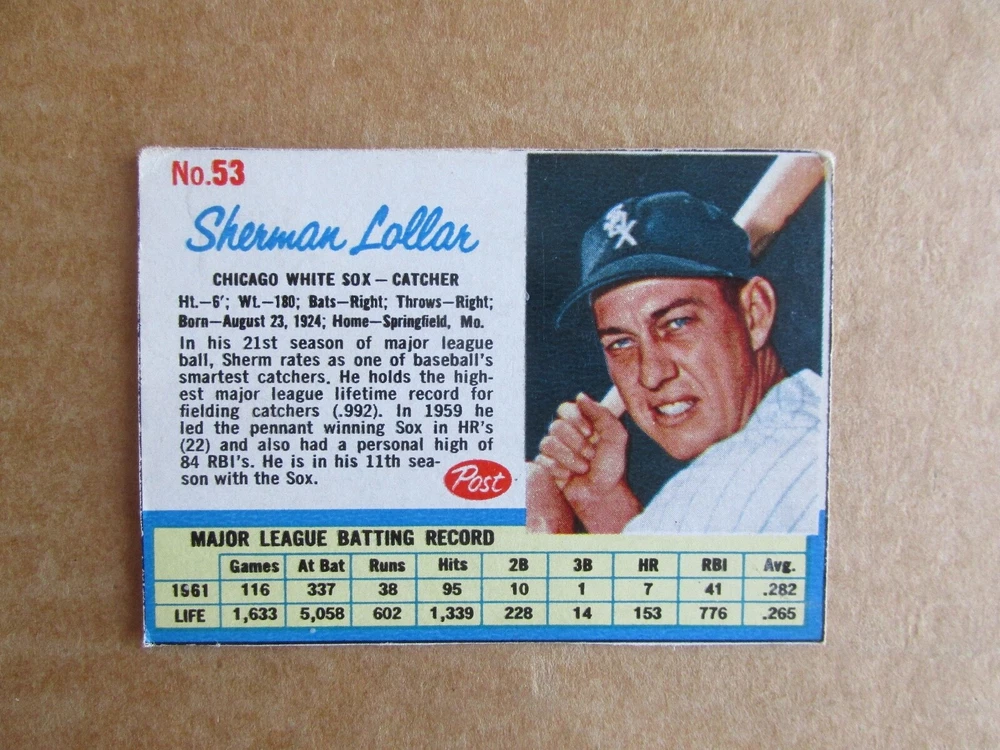 No.53
Sherman Lollar
CHICAGO WHITE SOX — CATCHER
Ht.—6'; Wt.—180; Bats—Right; Throws—Right;
Born—August 23, 1924; Home—Springfield, Mo.
In his 21st season of major league
ball, Sherm rates as one of baseball's
smartest catchers. He holds the high-
est major league lifetime record for
fielding catchers (.992). In 1959 he
led the pennant winning Sox in HR's
(22) and also had a personal high of
84 RBI's. He is in his 11th sea-
son with the Sox.
Post
SOX
MAJOR LEAGUE BATTING RECORD
Games At Bat Runs Hits 2B 3B HR RBI Avg.
1961 116 337 38 95 10 1 7 41 .282
LIFE 1,633 5,058 602 1,339 228 14 153 776 .265